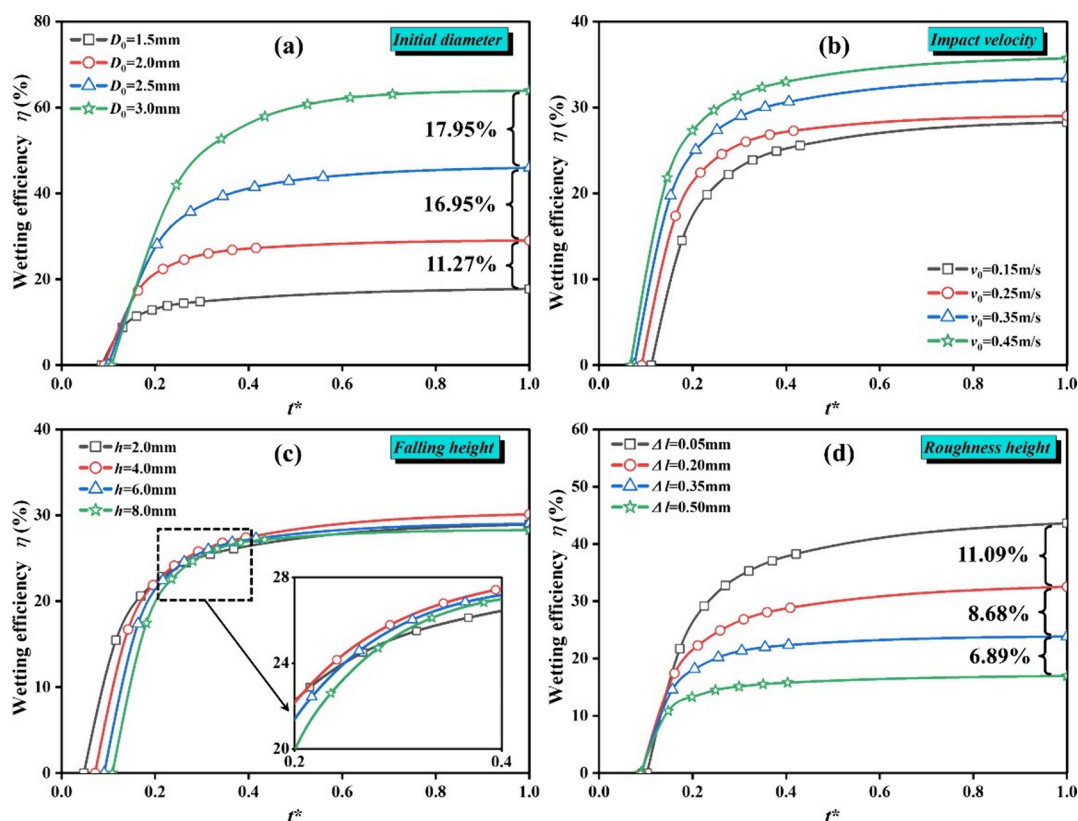 (a)
Initial diameter
D₀=1.5mm
D₀=2.0mm
D₀=2.5mm
D₀=3.0mm
Wetting efficiency η (%)
80
60
40
20
0
17.95%
16.95%
11.27%
0.0 0.2 0.4 0.6 0.8 1.0
t*
(b)
Impact velocity
Wetting efficiency η (%)
40
30
20
10
0
v₀=0.15m/s
v₀=0.25m/s
v₀=0.35m/s
v₀=0.45m/s
0.0 0.2 0.4 0.6 0.8 1.0
t*
(c)
Falling height
h=2.0mm
h=4.0mm
h=6.0mm
h=8.0mm
Wetting efficiency η (%)
40
30
20
10
0
28
24
20
0.2 0.4
0.0 0.2 0.4 0.6 0.8 1.0
t*
(d)
Roughness height
Δl=0.05mm
Δl=0.20mm
Δl=0.35mm
Δl=0.50mm
Wetting efficiency η (%)
60
50
40
30
20
10
0
11.09%
8.68%
6.89%
0.0 0.2 0.4 0.6 0.8 1.0
t*